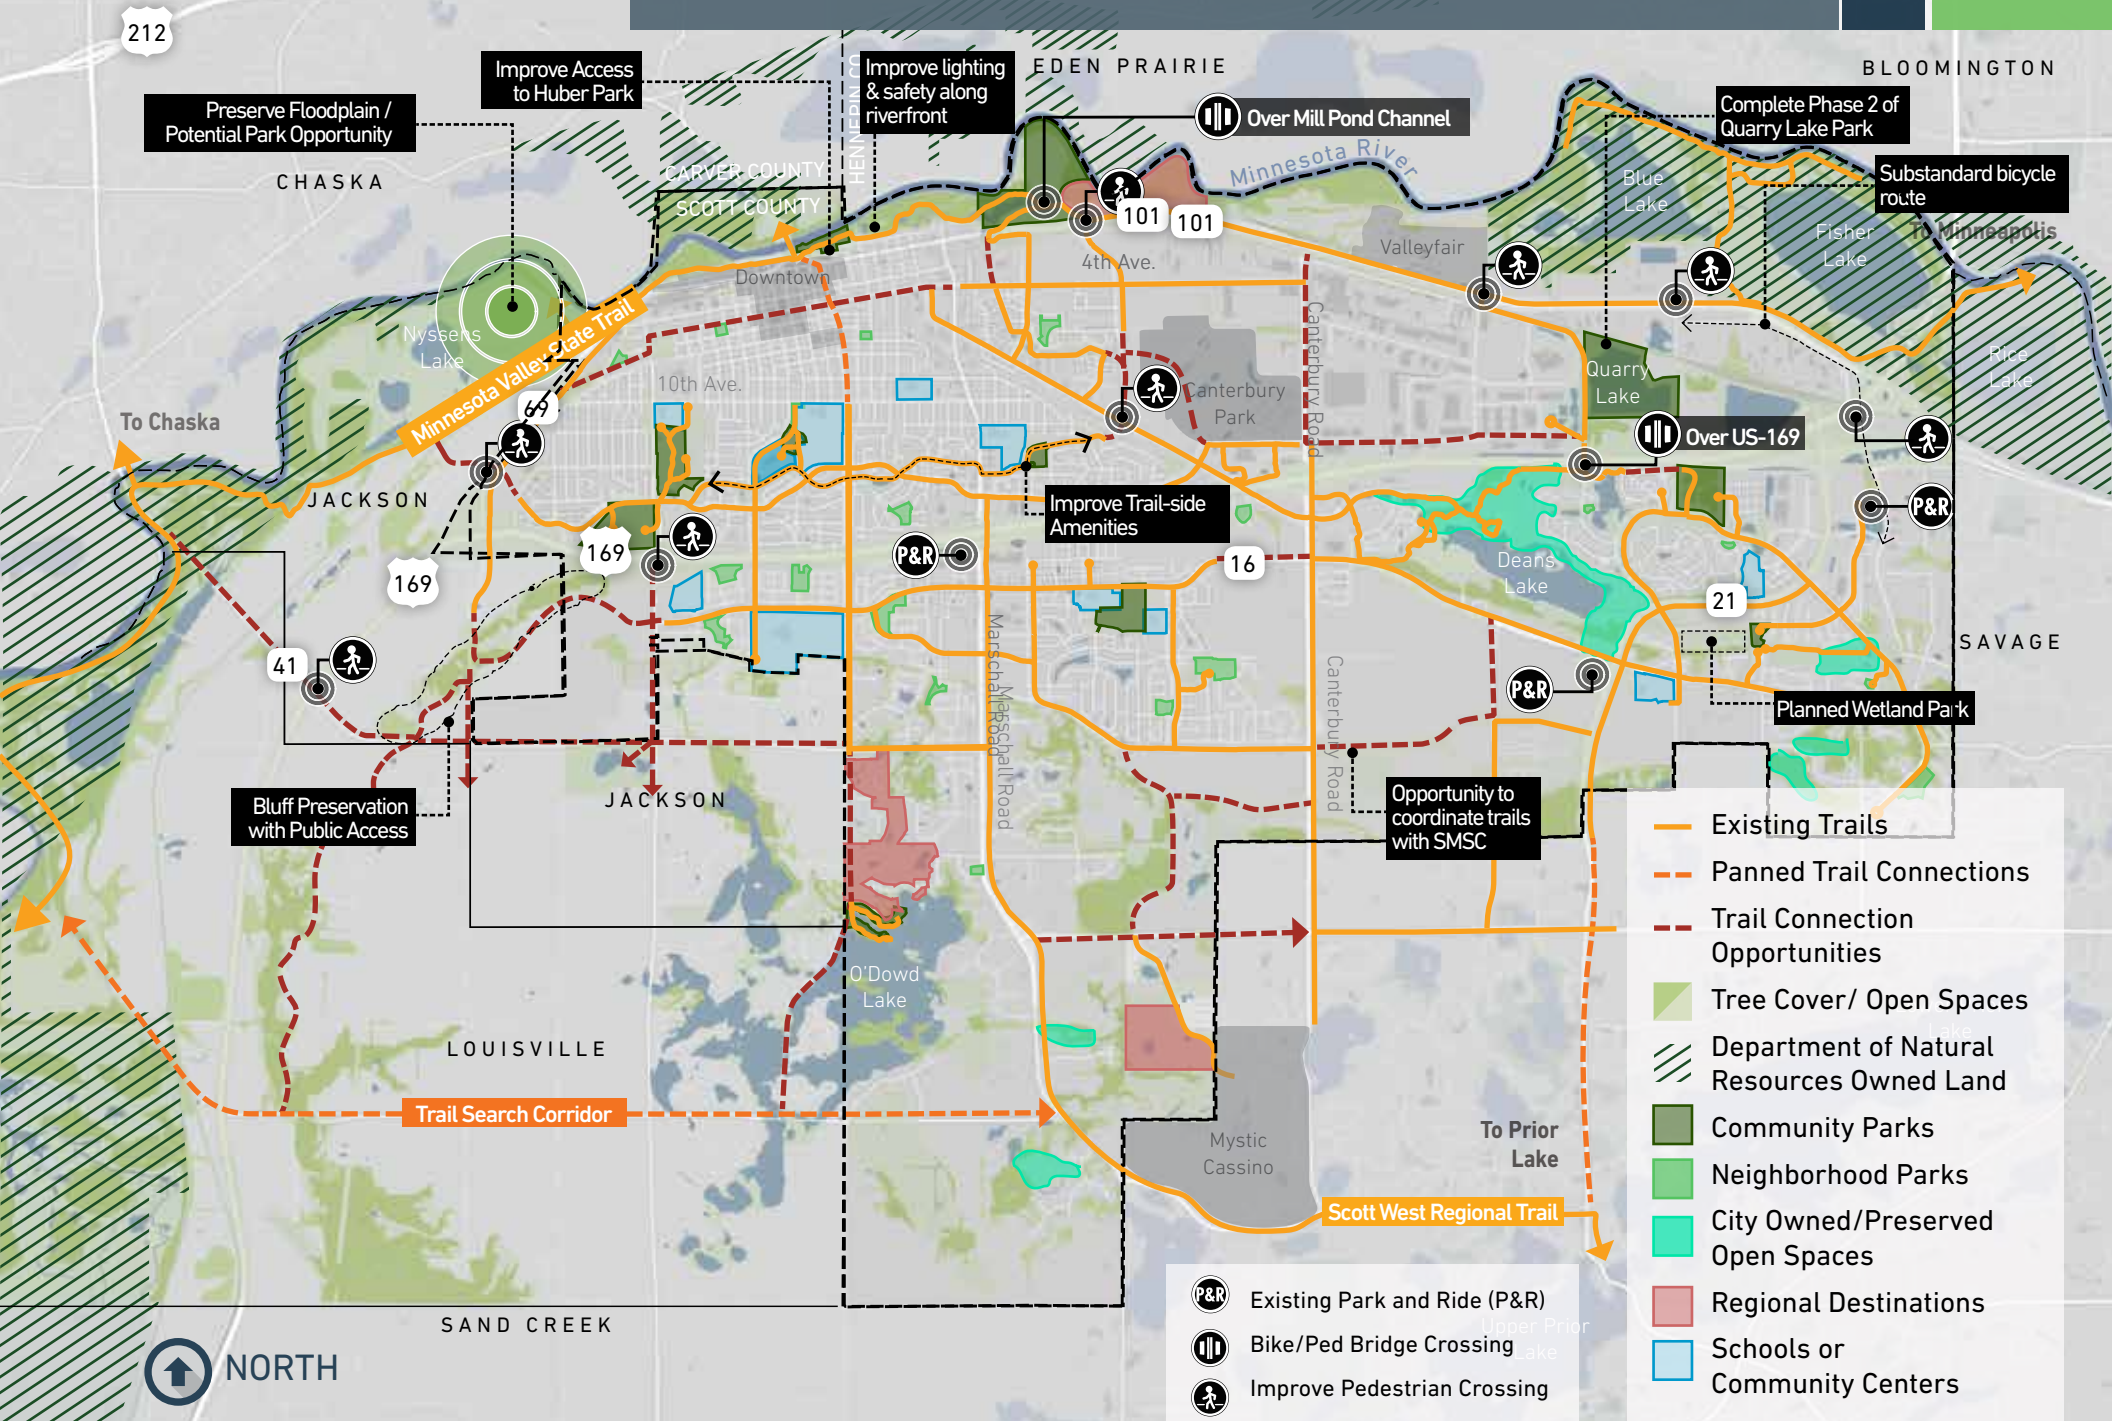 212
Improve Access
to Huber Park
Improve lighting
& safety along
riverfront
HENNEPIN CO
EDEN PRAIRIE
BLOOMINGTON
Preserve Floodplain /
Potential Park Opportunity
Over Mill Pond Channel
Complete Phase 2 of
Quarry Lake Park
CHASKA
CARVER COUNTY
SCOTT COUNTY
Minnesota River
Substandard bicycle
route
Blue
Lake
101
101
Fisher
Lake
To Minneapolis
Valleyfair
4th Ave.
Downtown
Nyssens
Lake
Minnesota Valley State Trail
Canterbury Road
Rice
Lake
10th Ave.
69
Canterbury
Park
Quarry
Lake
To Chaska
Over US-169
JACKSON
Improve Trail-side
Amenities
P&R
169
169
P&R
16
Deans
Lake
21
41
Marschall Road
Marschall Road
Canterbury Road
SAVAGE
P&R
Planned Wetland Park
Bluff Preservation
with Public Access
JACKSON
Opportunity to
coordinate trails
with SMSC
Existing Trails
Panned Trail Connections
Trail Connection
Opportunities
Tree Cover/ Open Spaces
Lake
Department of Natural
Resources Owned Land
Community Parks
Neighborhood Parks
City Owned/Preserved
Open Spaces
Regional Destinations
Schools or
Community Centers
O'Dowd
Lake
LOUISVILLE
Trail Search Corridor
Mystic
Cassino
To Prior
Lake
Scott West Regional Trail
P&R
Existing Park and Ride (P&R)
Bike/Ped Bridge Crossing
Improve Pedestrian Crossing
Upper Prior
Lake
SAND CREEK
NORTH